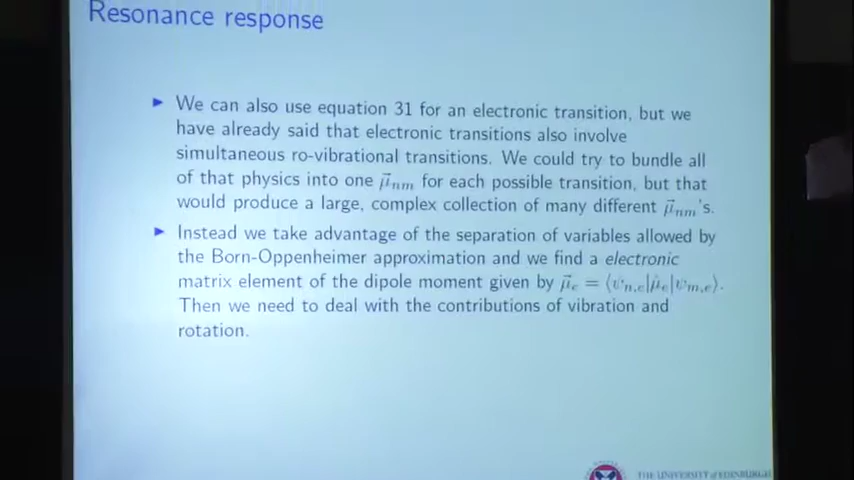 Resonance response
▶ We can also use equation 31 for an electronic transition, but we
have already said that electronic transitions also involve
simultaneous ro-vibrational transitions. We could try to bundle all
of that physics into one μ⃗ₙₘ for each possible transition, but that
would produce a large, complex collection of many different μ⃗ₙₘ's.
▶ Instead we take advantage of the separation of variables allowed by
the Born-Oppenheimer approximation and we find a electronic
matrix element of the dipole moment given by μ⃗ₑ = ⟨ψn,e|μ̂ₑ|ψm,e⟩.
Then we need to deal with the contributions of vibration and
rotation.
THE UNIVERSITY of EDINBURGH